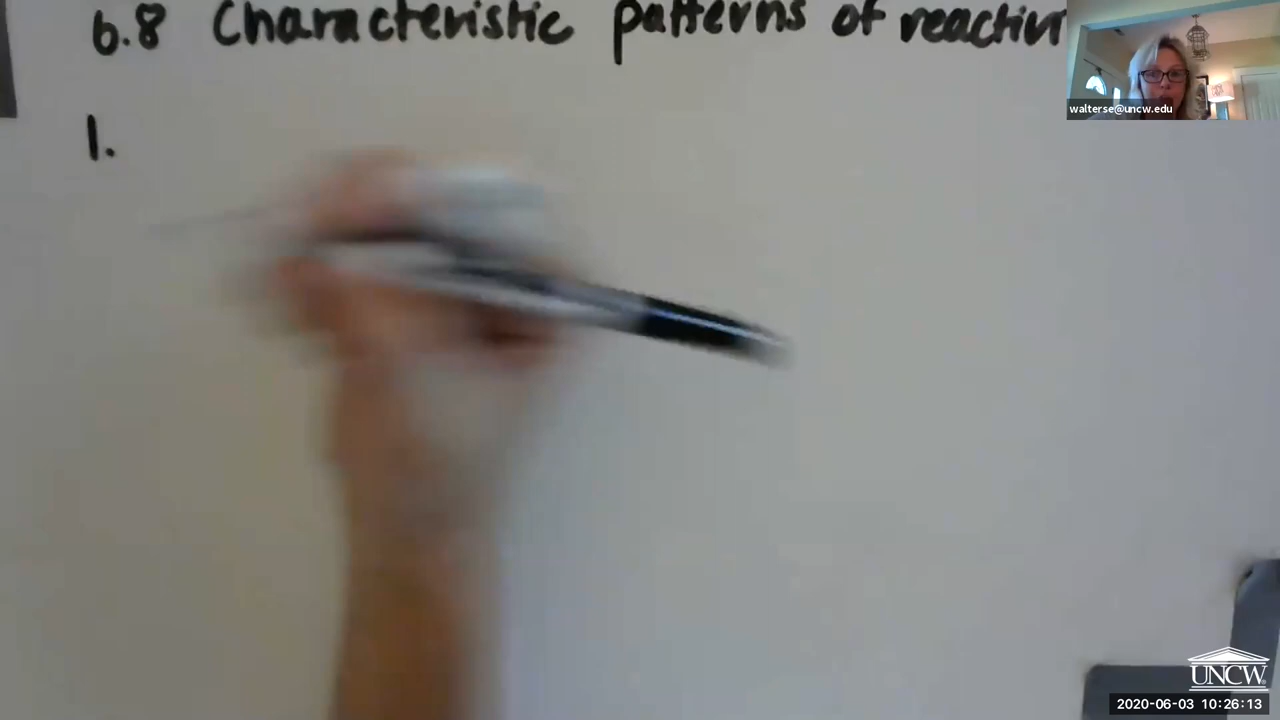 6.8 Characteristic patterns of reactiv
walterse@uncw.edu
1.
UNCW
2020-06-03 10:26:13